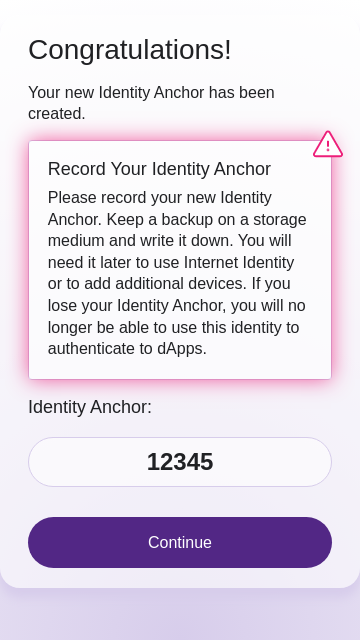 Congratulations!
Your new Identity Anchor has been
created.
Record Your Identity Anchor
Please record your new Identity
Anchor. Keep a backup on a storage
medium and write it down. You will
need it later to use Internet Identity
or to add additional devices. If you
lose your Identity Anchor, you will no
longer be able to use this identity to
authenticate to dApps.
Identity Anchor:
12345
Continue